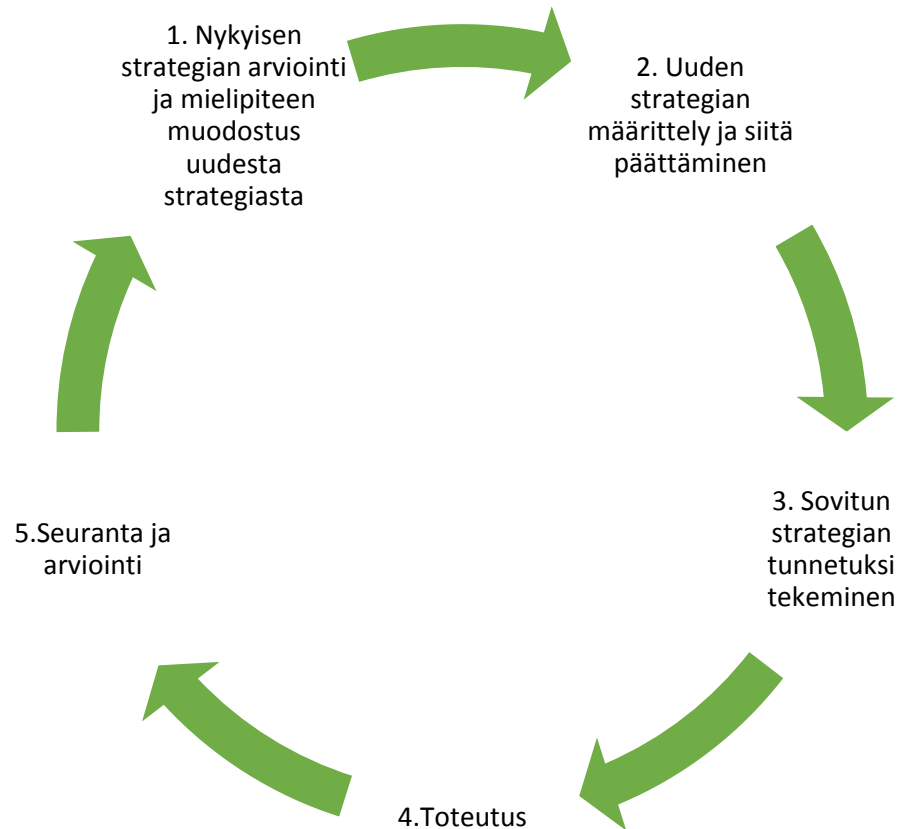 1. Nykyisen
strategian arviointi
ja mielipiteen
muodostus
uudesta
strategiasta
2. Uuden
strategian
määrittely ja siitä
päättäminen
3. Sovitun
strategian
tunnetuksi
tekeminen
4.Toteutus
5.Seuranta ja
arviointi